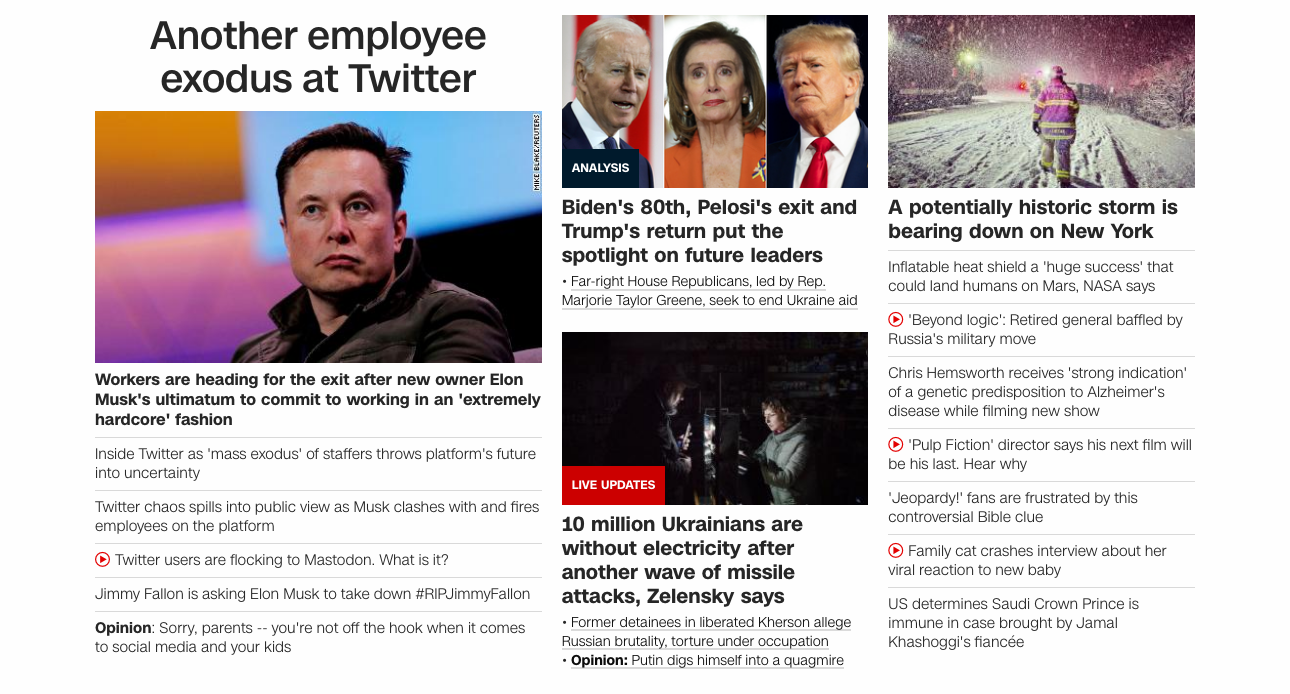 Another employee
exodus at Twitter
MIKE BLAKE/REUTERS
Workers are heading for the exit after new owner Elon
Musk's ultimatum to commit to working in an 'extremely
hardcore' fashion
Inside Twitter as 'mass exodus' of staffers throws platform's future
into uncertainty
Twitter chaos spills into public view as Musk clashes with and fires
employees on the platform
Twitter users are flocking to Mastodon. What is it?
Jimmy Fallon is asking Elon Musk to take down #RIPJimmyFallon
Opinion: Sorry, parents -- you're not off the hook when it comes
to social media and your kids
ANALYSIS
Biden's 80th, Pelosi's exit and
Trump's return put the
spotlight on future leaders
• Far-right House Republicans, led by Rep.
Marjorie Taylor Greene, seek to end Ukraine aid
LIVE UPDATES
10 million Ukrainians are
without electricity after
another wave of missile
attacks, Zelensky says
• Former detainees in liberated Kherson allege
Russian brutality, torture under occupation
• Opinion: Putin digs himself into a quagmire
A potentially historic storm is
bearing down on New York
Inflatable heat shield a 'huge success' that
could land humans on Mars, NASA says
'Beyond logic': Retired general baffled by
Russia's military move
Chris Hemsworth receives 'strong indication'
of a genetic predisposition to Alzheimer's
disease while filming new show
'Pulp Fiction' director says his next film will
be his last. Hear why
'Jeopardy!' fans are frustrated by this
controversial Bible clue
Family cat crashes interview about her
viral reaction to new baby
US determines Saudi Crown Prince is
immune in case brought by Jamal
Khashoggi's fiancée